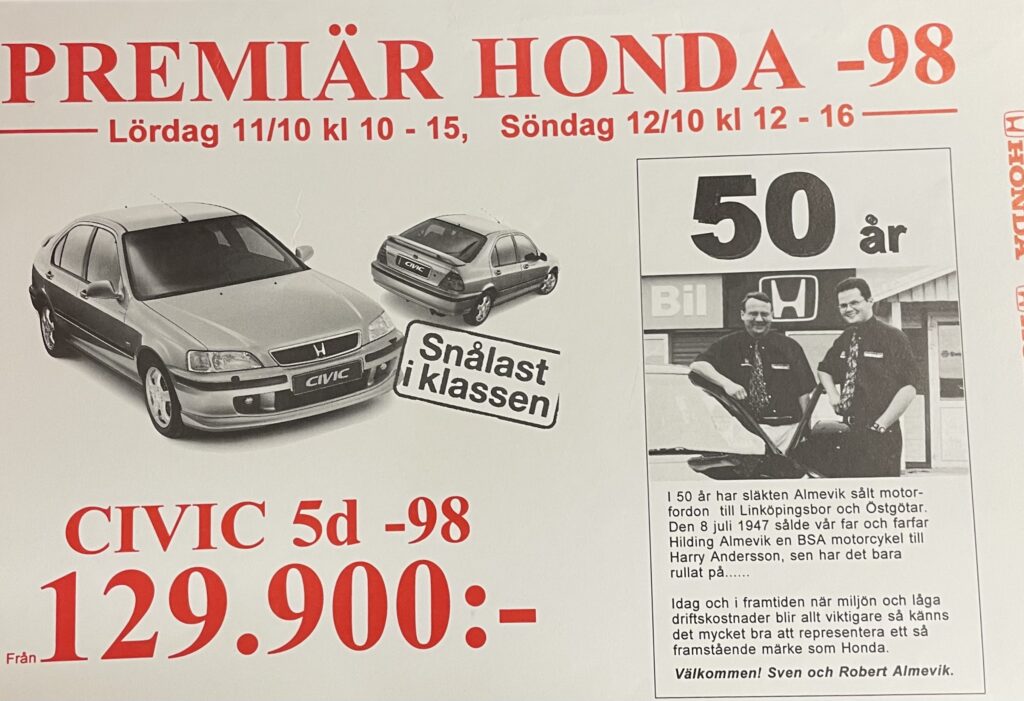 PREMIÄR HONDA -98
Lördag 11/10 kl 10 - 15, Söndag 12/10 kl 12 - 16
CIVIC
CIVIC
Snålast
i klassen
CIVIC 5d -98
Från 129.900:-
50 år
Bil
I 50 år har släkten Almevik sålt motor-
fordon till Linköpingsbor och Östgötar.
Den 8 juli 1947 sålde vår far och farfar
Hilding Almevik en BSA motorcykel till
Harry Andersson, sen har det bara
rullat på......
Idag och i framtiden när miljön och låga
driftskostnader blir allt viktigare så känns
det mycket bra att representera ett så
framstående märke som Honda.
Välkommen! Sven och Robert Almevik.
HONDA